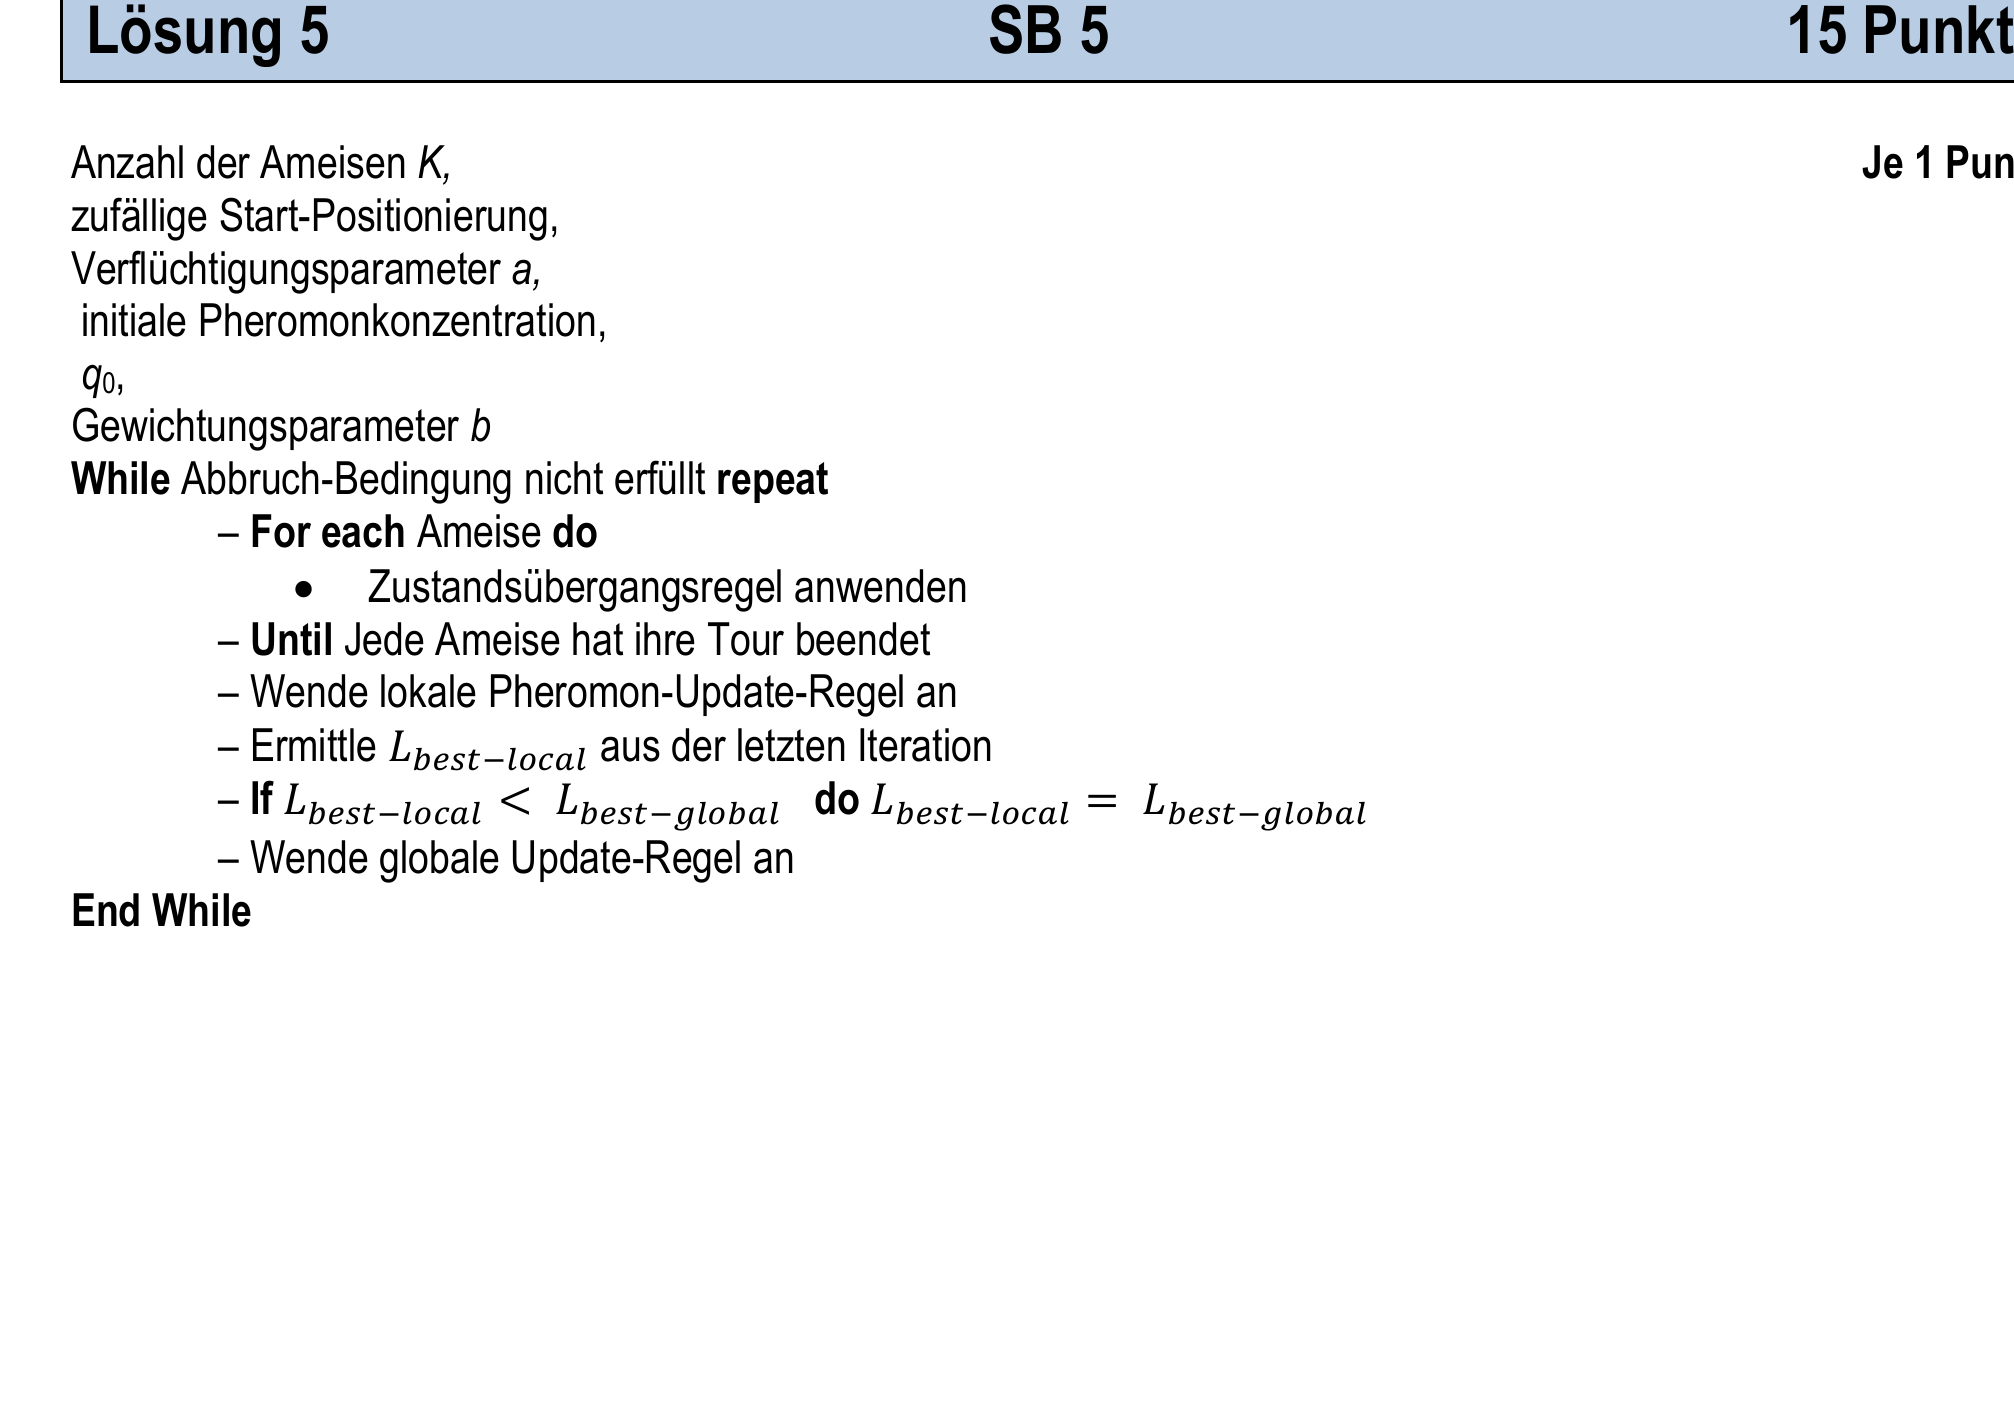 Lösung 5 SB 5 15 Punkt
Anzahl der Ameisen K, Je 1 Pun
zufällige Start-Positionierung,
Verflüchtigungsparameter a,
initiale Pheromonkonzentration,
q₀,
Gewichtungsparameter b
While Abbruch-Bedingung nicht erfüllt repeat
– For each Ameise do
• Zustandsübergangsregel anwenden
– Until Jede Ameise hat ihre Tour beendet
– Wende lokale Pheromon-Update-Regel an
– Ermittle L_{best−local} aus der letzten Iteration
– If L_{best−local} < L_{best−global} do L_{best−local} = L_{best−global}
– Wende globale Update-Regel an
End While